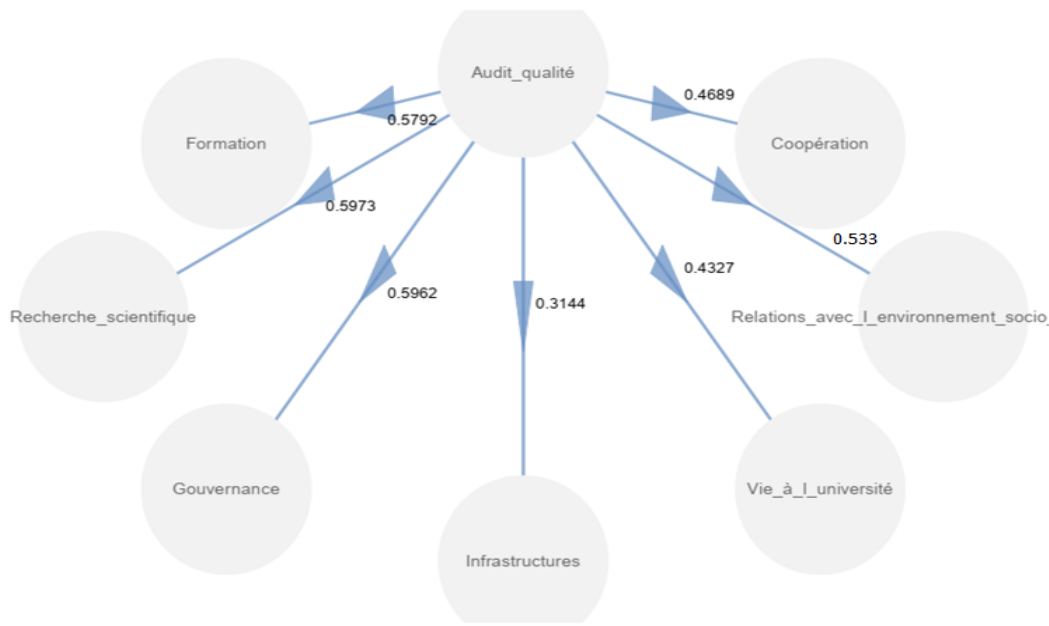 Audit_qualité
0.4689
0.5792
Formation
Coopération
0.5973
0.533
0.4327
0.5962
0.3144
Recherche_scientifique
Relations_avec_l_environnement_socio_
Gouvernance
Vie_à_l_université
Infrastructures